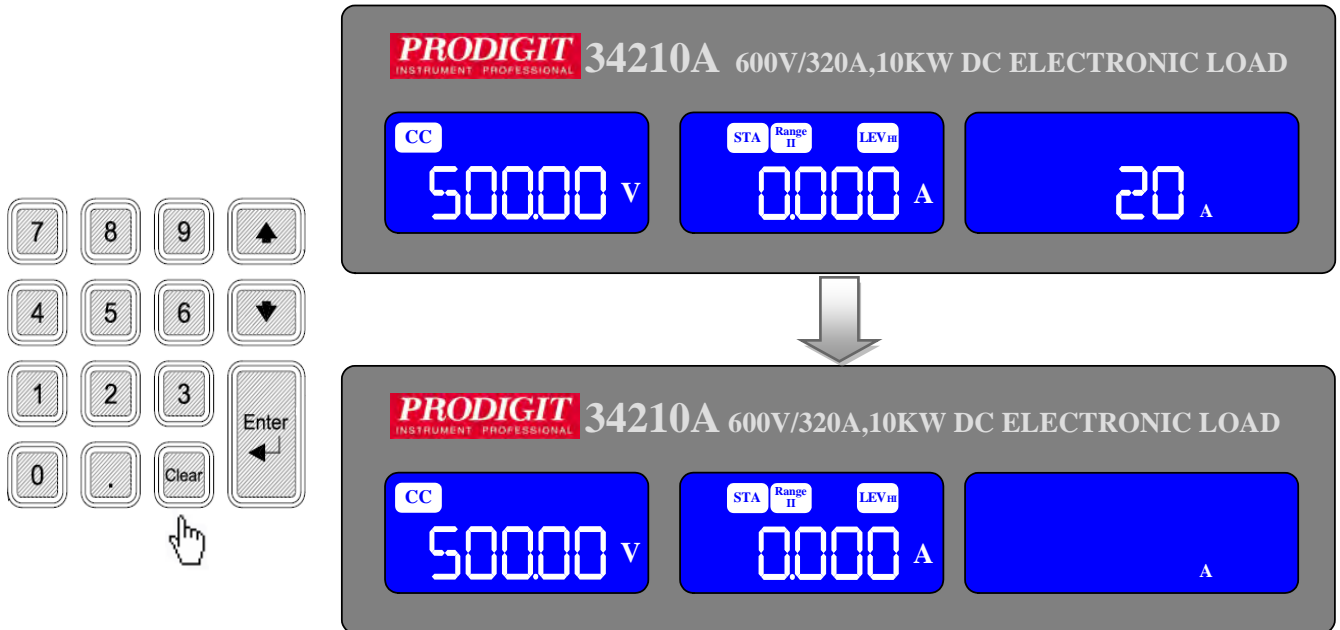 PRODIGIT
INSTRUMENT PROFESSIONAL
34210A 600V/320A,10KW DC ELECTRONIC LOAD
CC
500.00 V
STA Range II LEV HI
0.000 A
20 A
7 8 9
4 5 6
1 2 3
Enter
0 . Clear
PRODIGIT
INSTRUMENT PROFESSIONAL
34210A 600V/320A,10KW DC ELECTRONIC LOAD
CC
500.00 V
STA Range II LEV HI
0.000 A
A